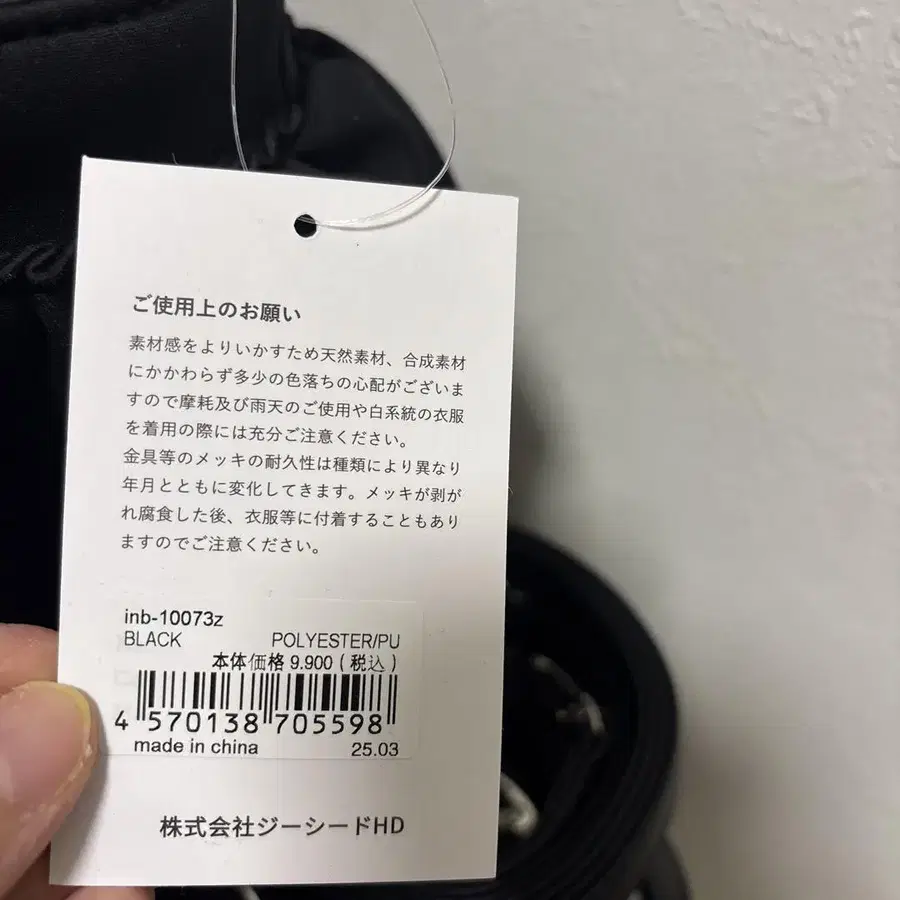 ご使用上のお願い
素材感をよりいかすため天然素材、合成素材
にかかわらず多少の色落ちの心配がございま
すので摩耗及び雨天のご使用や白系統の衣服
を着用の際には充分ご注意ください。
金具等のメッキの耐久性は種類により異なり
年月とともに変化してきます。メッキが剥が
れ腐食した後、衣服等に付着することもあり
ますのでご注意ください。
inb-10073z
BLACK POLYESTER/PU
本体価格 9.900 ( 税込 )
4 570138 705598
made in china 25.03
株式会社ジーシードHD